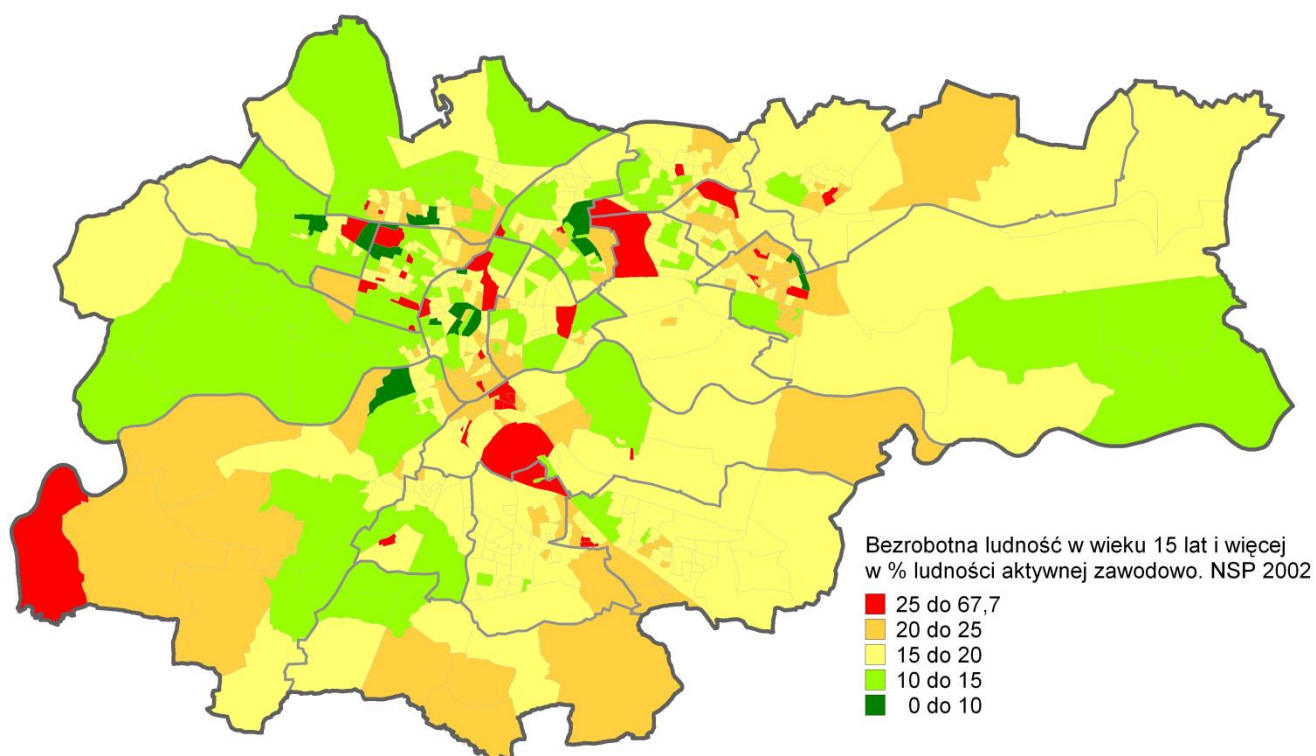 Bezrobotna ludność w wieku 15 lat i więcej
w % ludności aktywnej zawodowo. NSP 2002
25 do 67,7
20 do 25
15 do 20
10 do 15
0 do 10